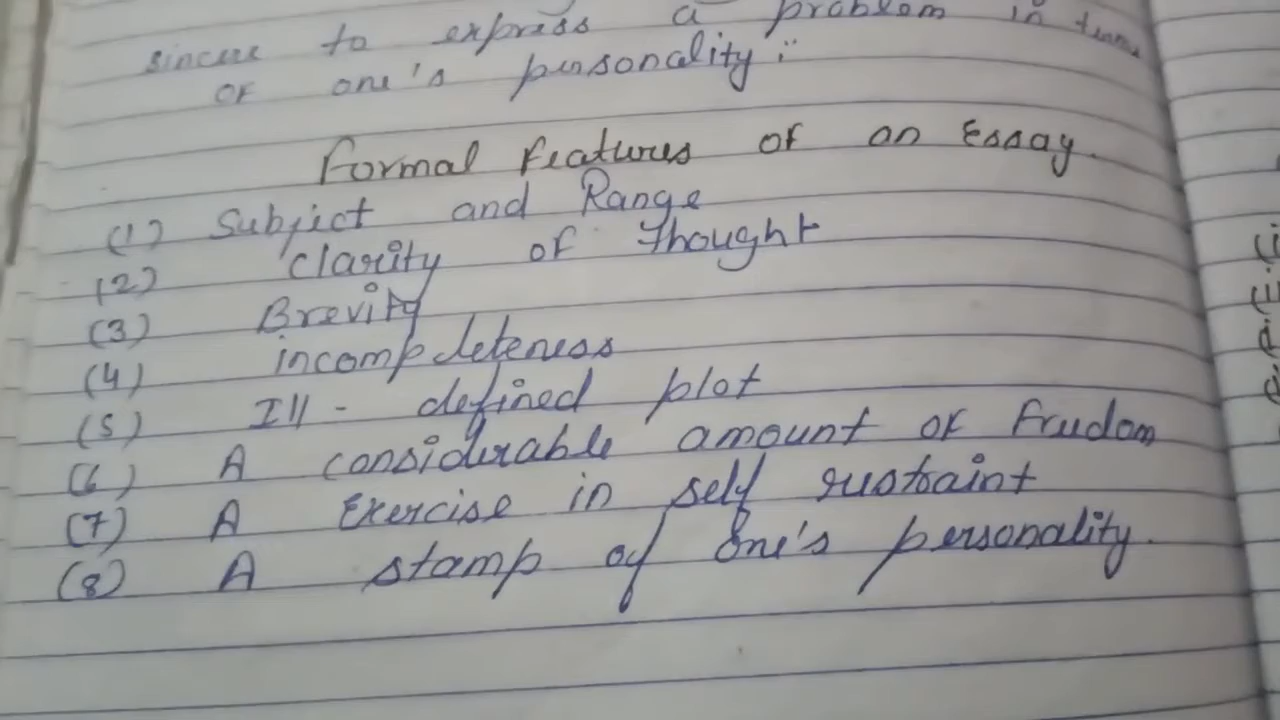 sincere to express a problem in terms
of one's personality."
Formal Features of an Essay.
(1) Subject and Range
(2) Clarity of Thought
(3) Brevity
(4) incompleteness
(5) Ill - defined plot
(6) A considerable amount of Freedom
(7) A Exercise in self restraint
(8) A stamp of One's personality.